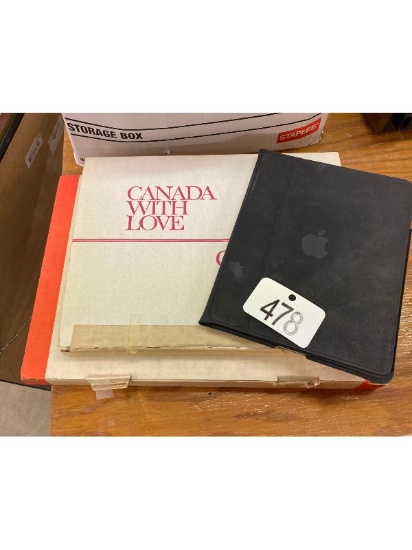 STORAGE BOX
STAPLES
CANADA
WITH
LOVE
478